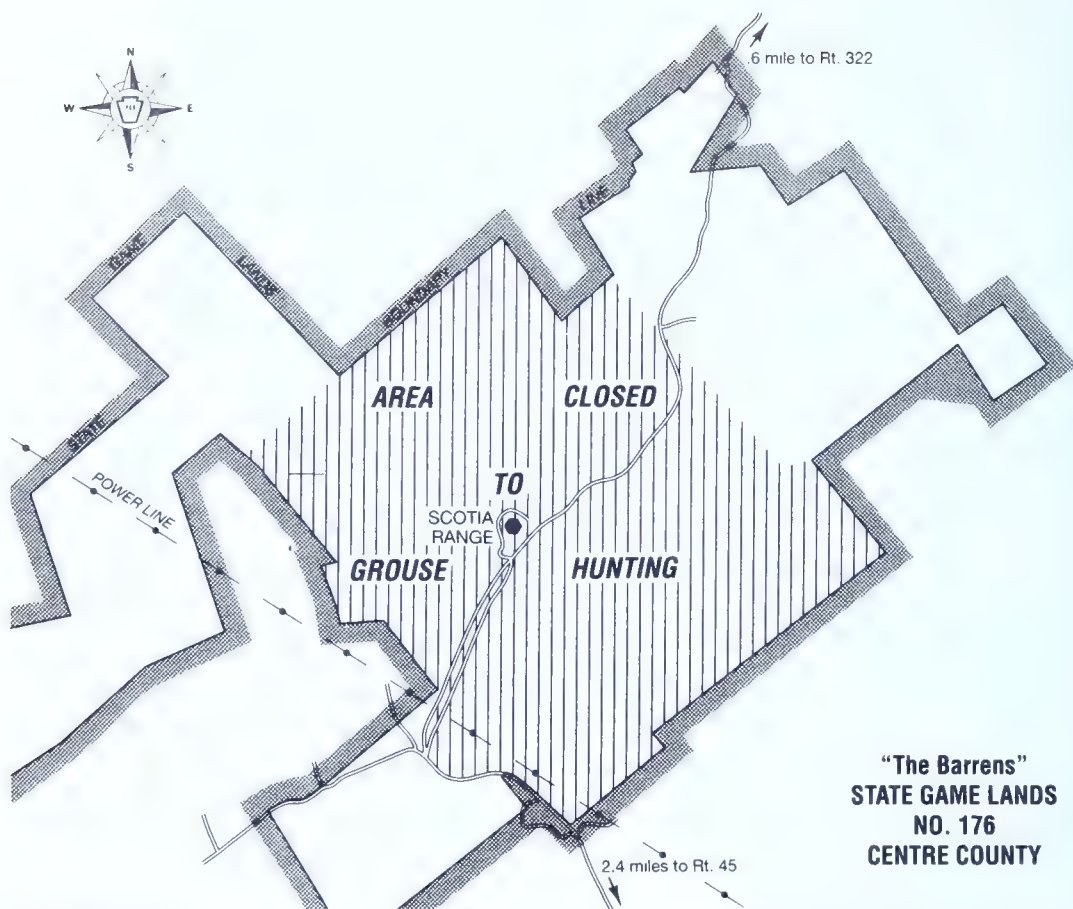 N
W E
S
.6 mile to Rt. 322
STATE GAME LANDS BOUNDARY LINE
AREA CLOSED
TO
SCOTIA
RANGE
GROUSE HUNTING
POWER LINE
2.4 miles to Rt. 45
“The Barrens”
STATE GAME LANDS
NO. 176
CENTRE COUNTY